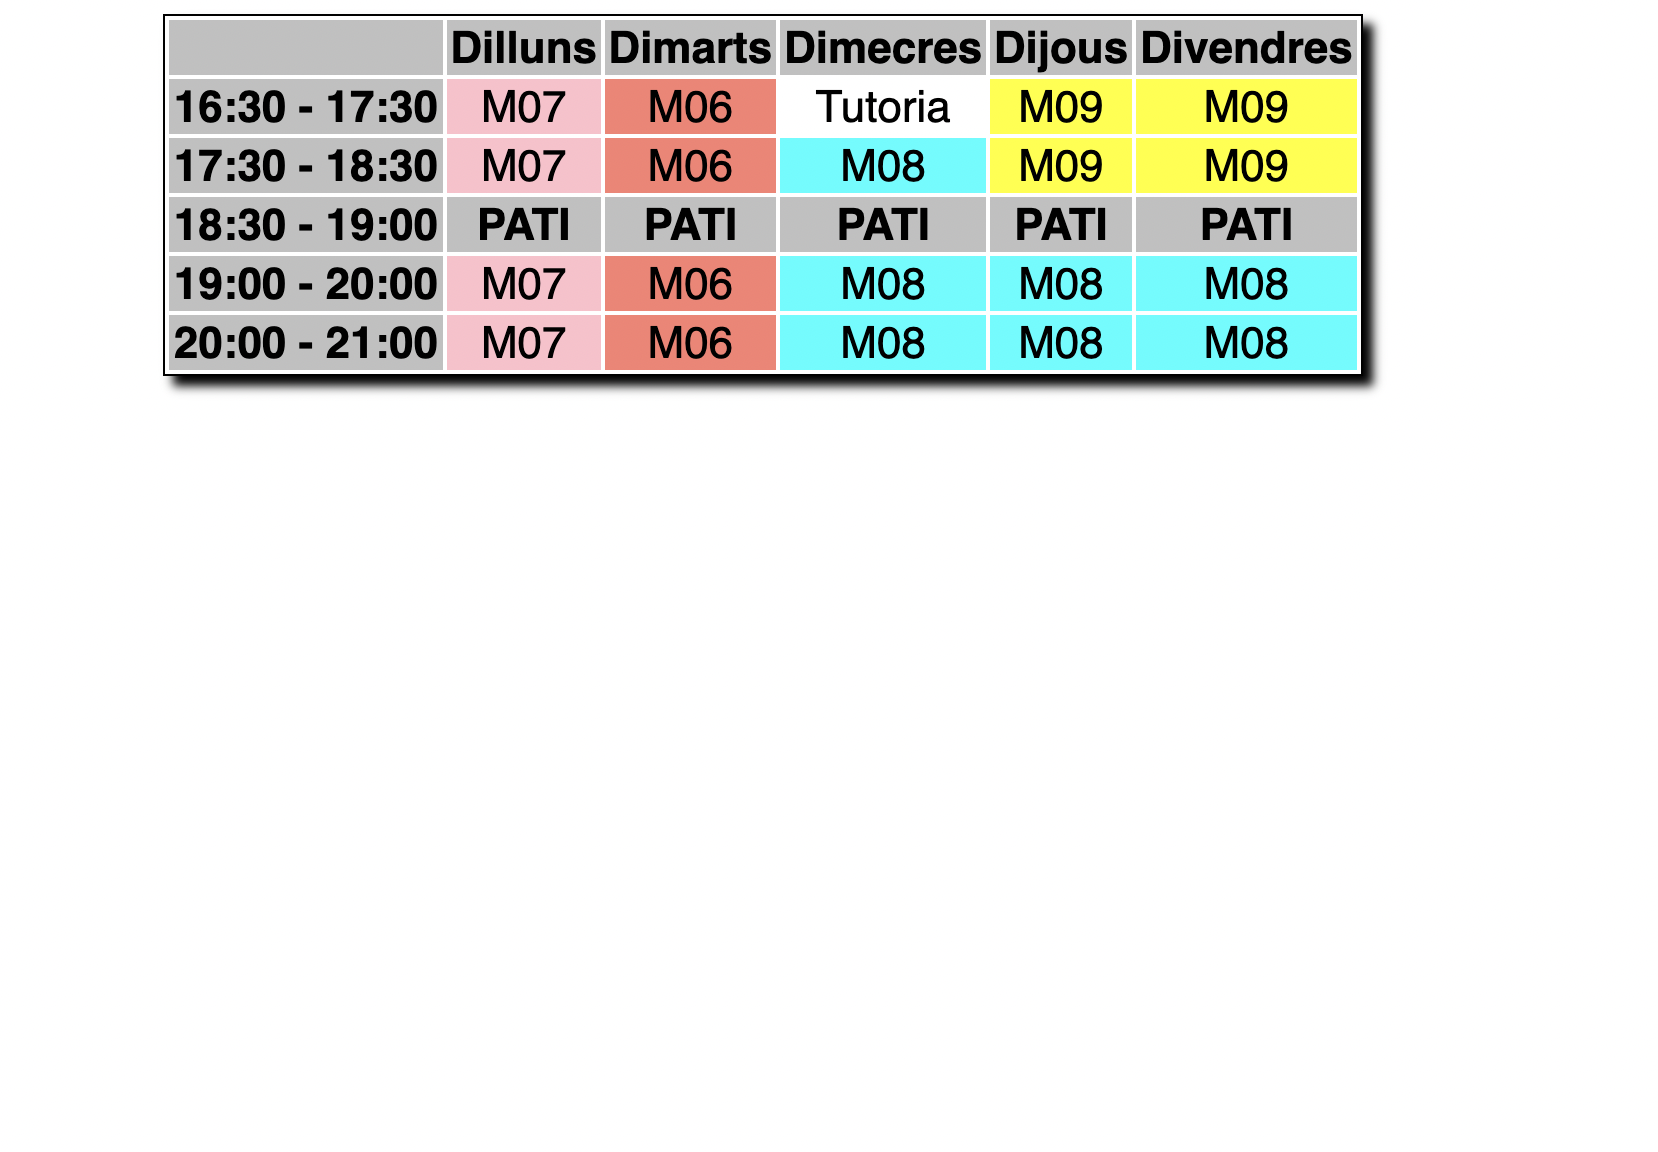 Dilluns Dimarts Dimecres Dijous Divendres
16:30 - 17:30 M07 M06 Tutoria M09 M09
17:30 - 18:30 M07 M06 M08 M09 M09
18:30 - 19:00 PATI PATI PATI PATI PATI
19:00 - 20:00 M07 M06 M08 M08 M08
20:00 - 21:00 M07 M06 M08 M08 M08